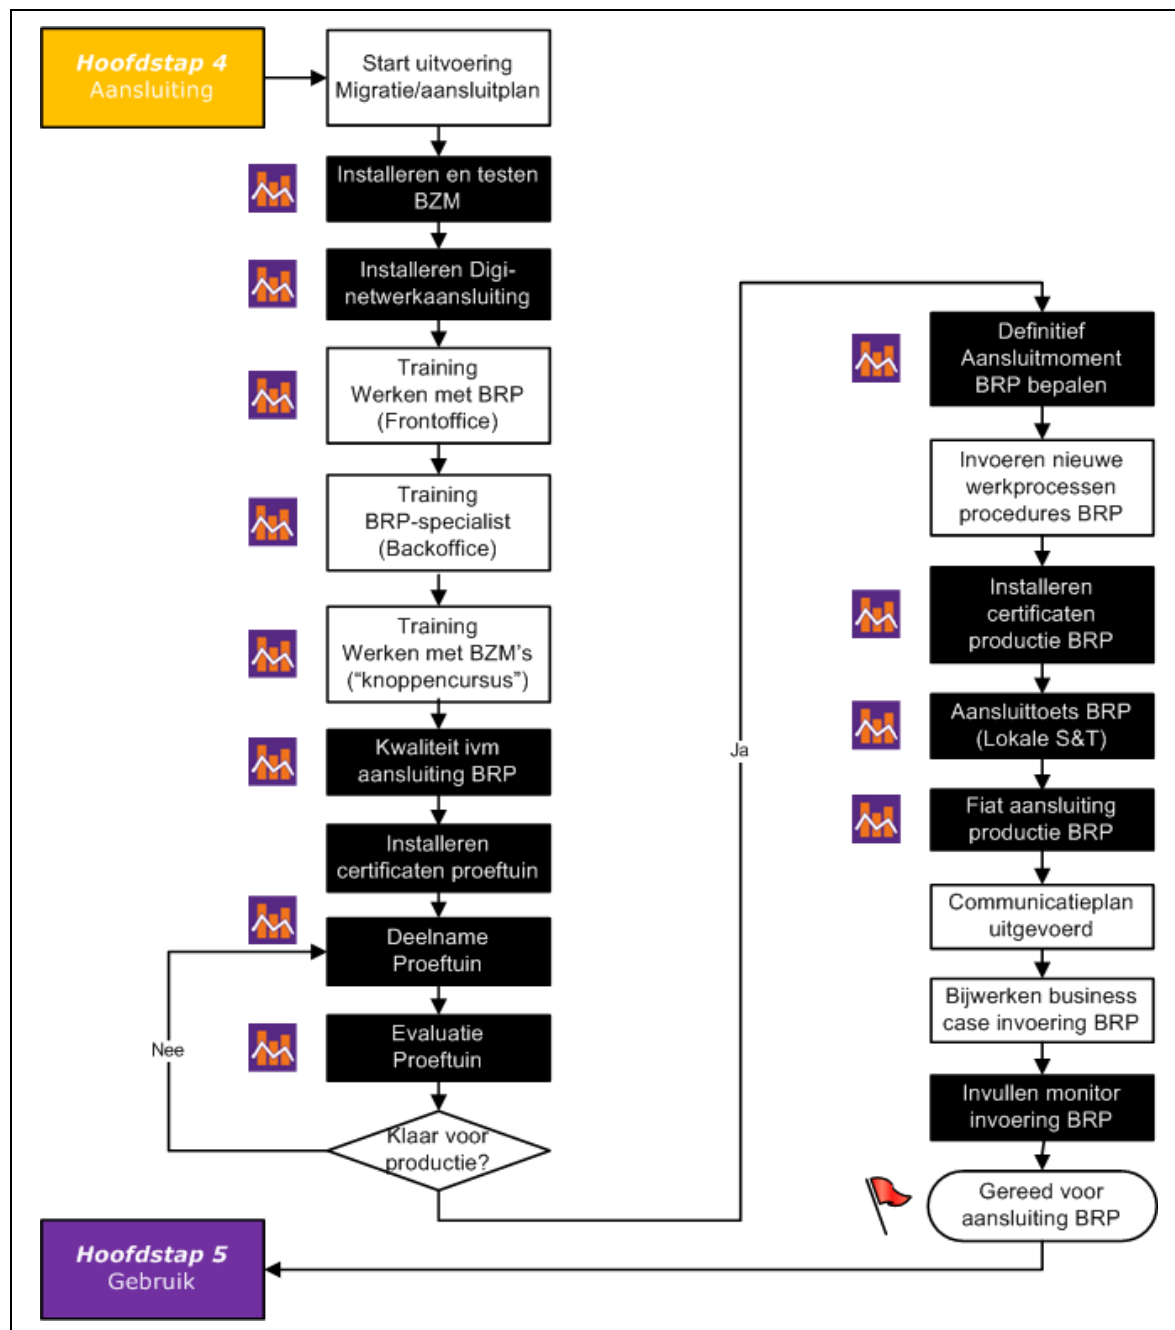 Hoofdstap 4
Aansluiting
Start uitvoering
Migratie/aansluitplan
Installeren en testen
BZM
Installeren Digi-
netwerkaansluiting
Training
Werken met BRP
(Frontoffice)
Training
BRP-specialist
(Backoffice)
Training
Werken met BZM's
("knoppencursus")
Kwaliteit ivm
aansluiting BRP
Installeren
certificaten proeftuin
Deelname
Proeftuin
Evaluatie
Proeftuin
Nee
Klaar voor
productie?
Ja
Definitief
Aansluitmoment
BRP bepalen
Invoeren nieuwe
werkprocessen
procedures BRP
Installeren
certificaten
productie BRP
Aansluittoets BRP
(Lokale S&T)
Fiat aansluiting
productie BRP
Communicatieplan
uitgevoerd
Bijwerken business
case invoering BRP
Invullen monitor
invoering BRP
Gereed voor
aansluiting BRP
Hoofdstap 5
Gebruik